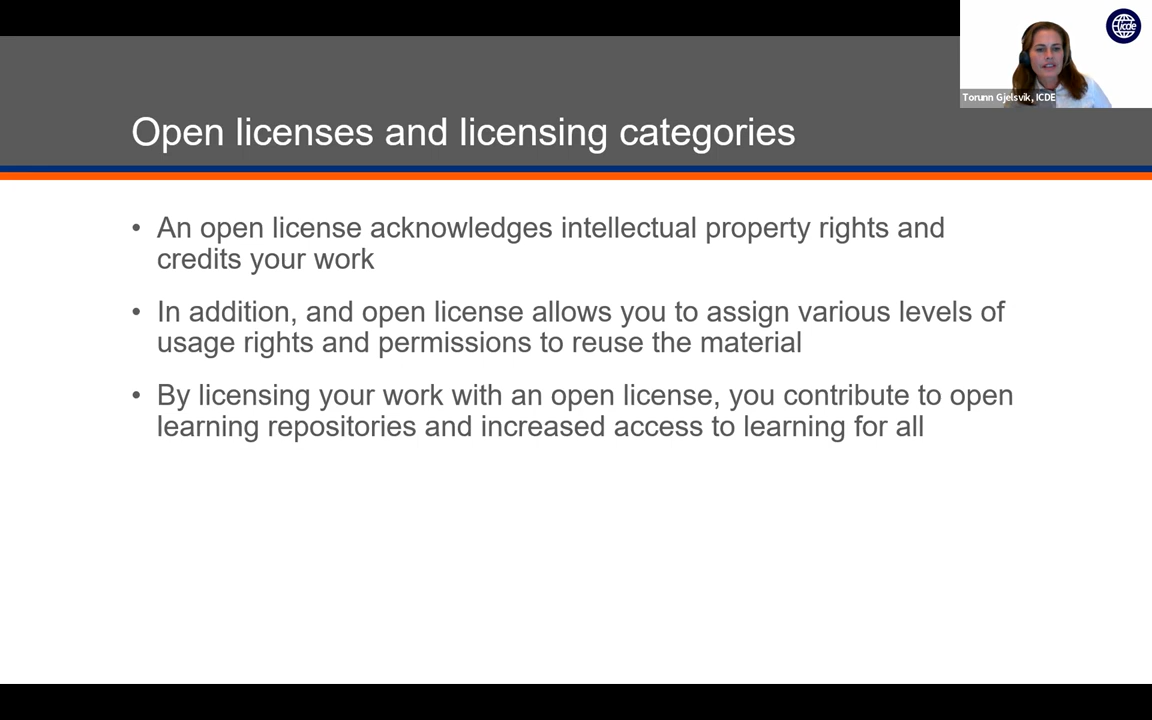 icde
Torunn Gjelsvik, ICDE
Open licenses and licensing categories
• An open license acknowledges intellectual property rights and
credits your work
• In addition, and open license allows you to assign various levels of
usage rights and permissions to reuse the material
• By licensing your work with an open license, you contribute to open
learning repositories and increased access to learning for all